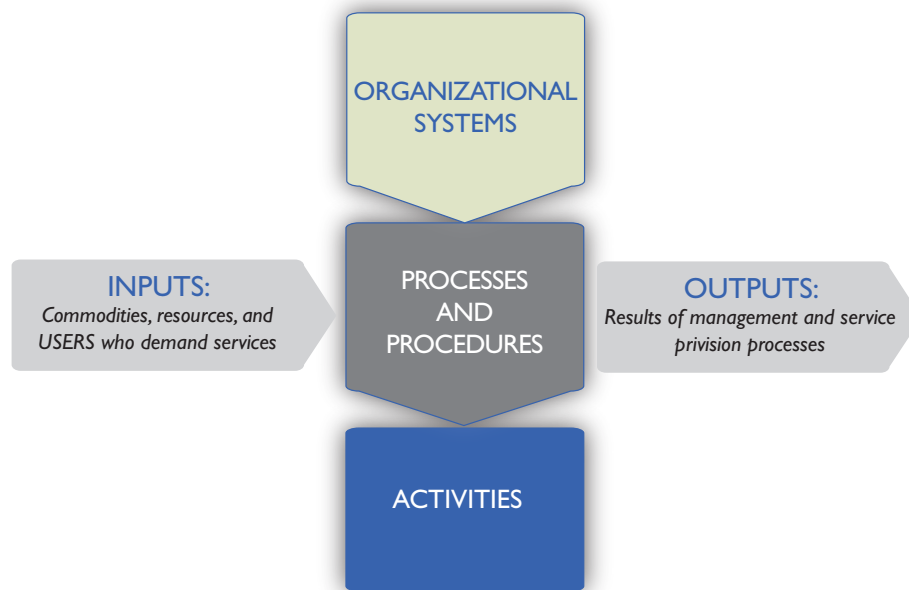 ORGANIZATIONAL
SYSTEMS
INPUTS:
Commodities, resources, and
USERS who demand services
PROCESSES
AND
PROCEDURES
OUTPUTS:
Results of management and service
privision processes
ACTIVITIES